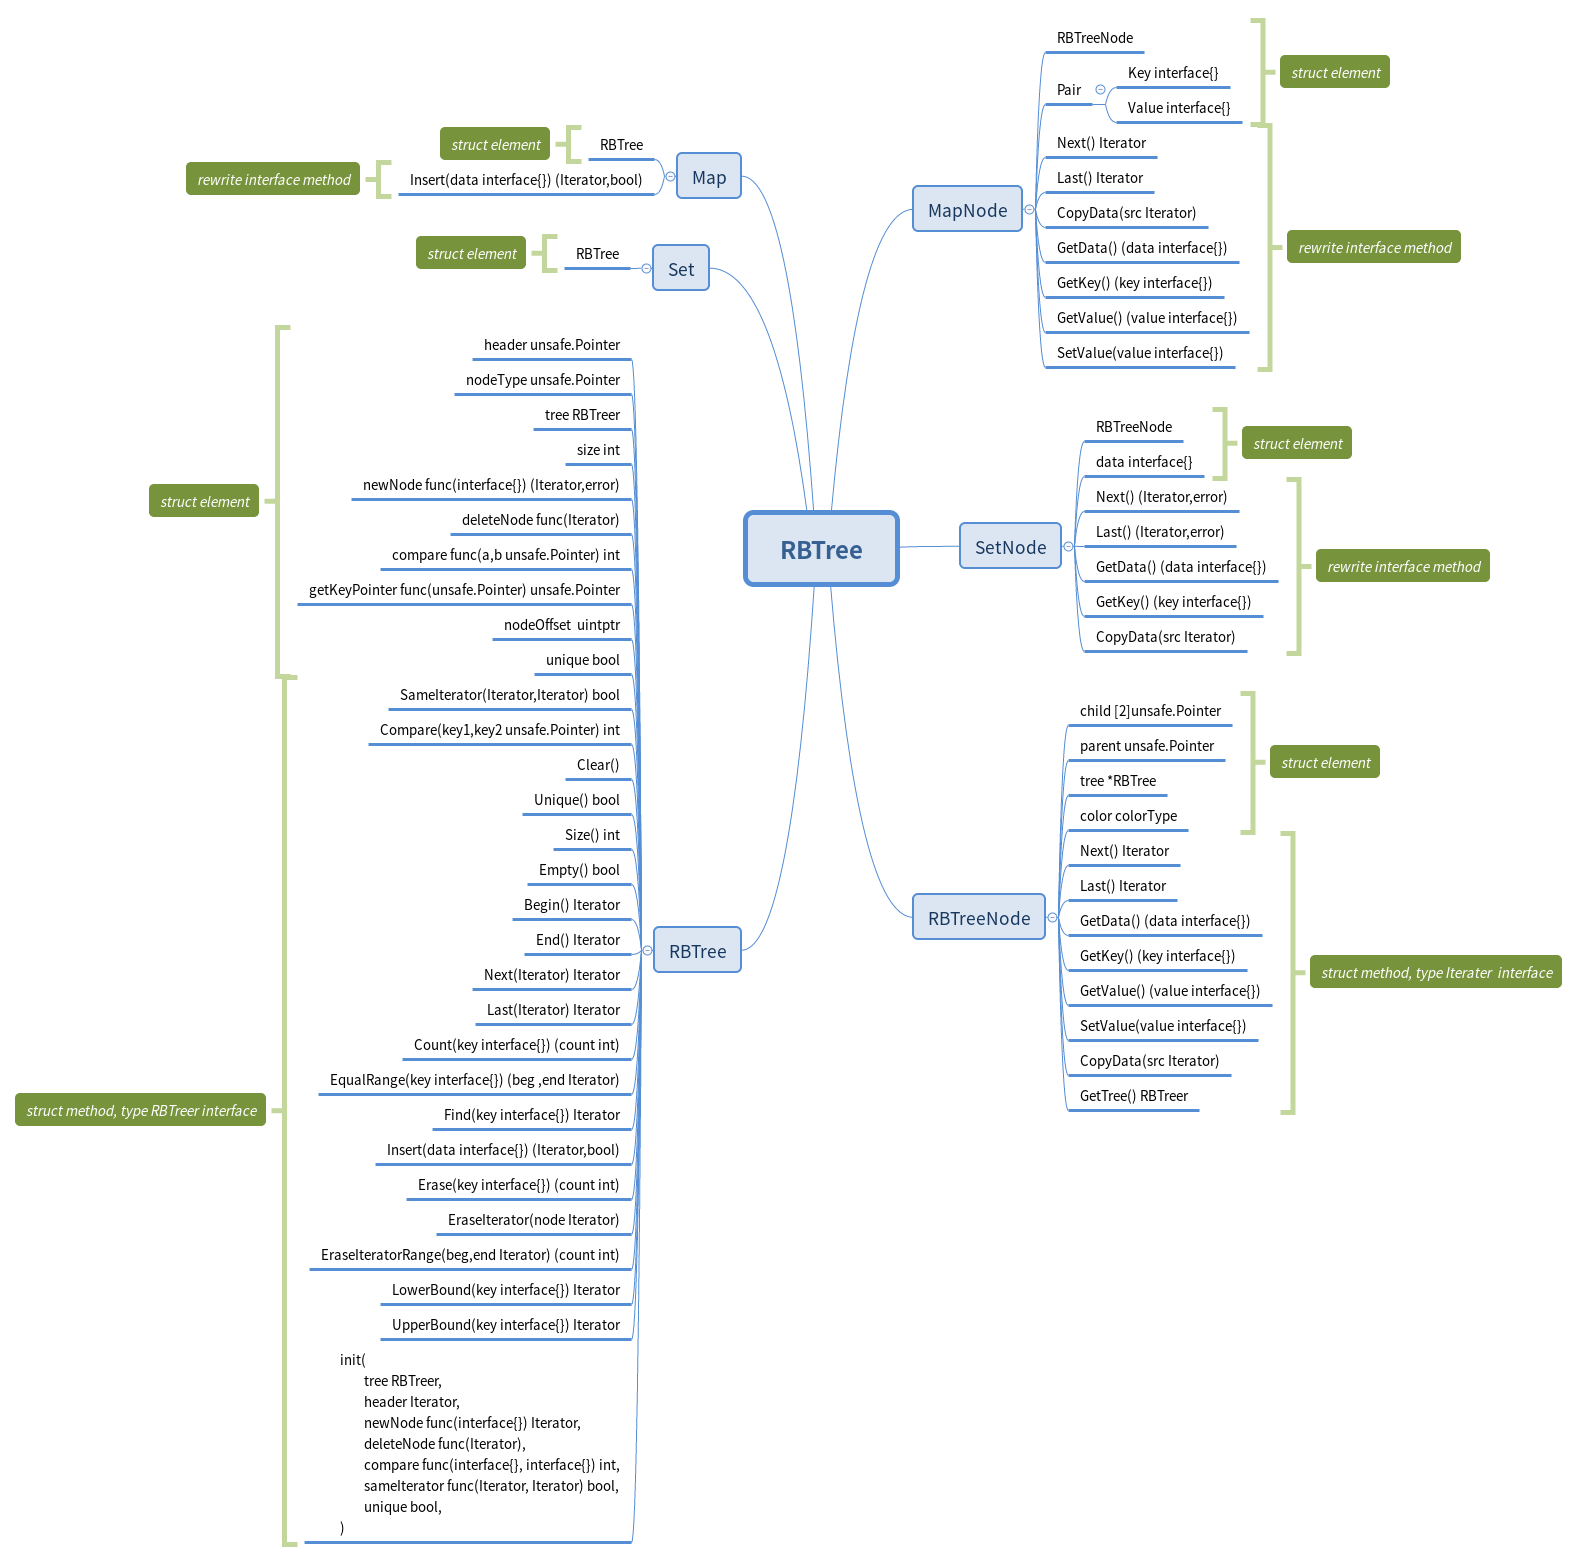 RBTree
Map
struct element
RBTree
rewrite interface method
Insert(data interface{}) (Iterator,bool)
Set
struct element
RBTree
RBTree
struct element
header unsafe.Pointer
nodeType unsafe.Pointer
tree RBTreer
size int
newNode func(interface{}) (Iterator,error)
deleteNode func(Iterator)
compare func(a,b unsafe.Pointer) int
getKeyPointer func(unsafe.Pointer) unsafe.Pointer
nodeOffset  uintptr
unique bool
struct method, type RBTreer interface
SameIterator(Iterator,Iterator) bool
Compare(key1,key2 unsafe.Pointer) int
Clear()
Unique() bool
Size() int
Empty() bool
Begin() Iterator
End() Iterator
Next(Iterator) Iterator
Last(Iterator) Iterator
Count(key interface{}) (count int)
EqualRange(key interface{}) (beg ,end Iterator)
Find(key interface{}) Iterator
Insert(data interface{}) (Iterator,bool)
Erase(key interface{}) (count int)
EraseIterator(node Iterator)
EraseIteratorRange(beg,end Iterator) (count int)
LowerBound(key interface{}) Iterator
UpperBound(key interface{}) Iterator
init(
tree RBTreer,
header Iterator,
newNode func(interface{}) Iterator,
deleteNode func(Iterator),
compare func(interface{}, interface{}) int,
sameIterator func(Iterator, Iterator) bool,
unique bool,
)
MapNode
RBTreeNode
Pair
Key interface{}
Value interface{}
struct element
Next() Iterator
Last() Iterator
CopyData(src Iterator)
GetData() (data interface{})
GetKey() (key interface{})
GetValue() (value interface{})
SetValue(value interface{})
rewrite interface method
SetNode
RBTreeNode
data interface{}
struct element
Next() (Iterator,error)
Last() (Iterator,error)
GetData() (data interface{})
GetKey() (key interface{})
CopyData(src Iterator)
rewrite interface method
RBTreeNode
child [2]unsafe.Pointer
parent unsafe.Pointer
tree *RBTree
color colorType
struct element
Next() Iterator
Last() Iterator
GetData() (data interface{})
GetKey() (key interface{})
GetValue() (value interface{})
SetValue(value interface{})
CopyData(src Iterator)
GetTree() RBTreer
struct method, type Iterater  interface